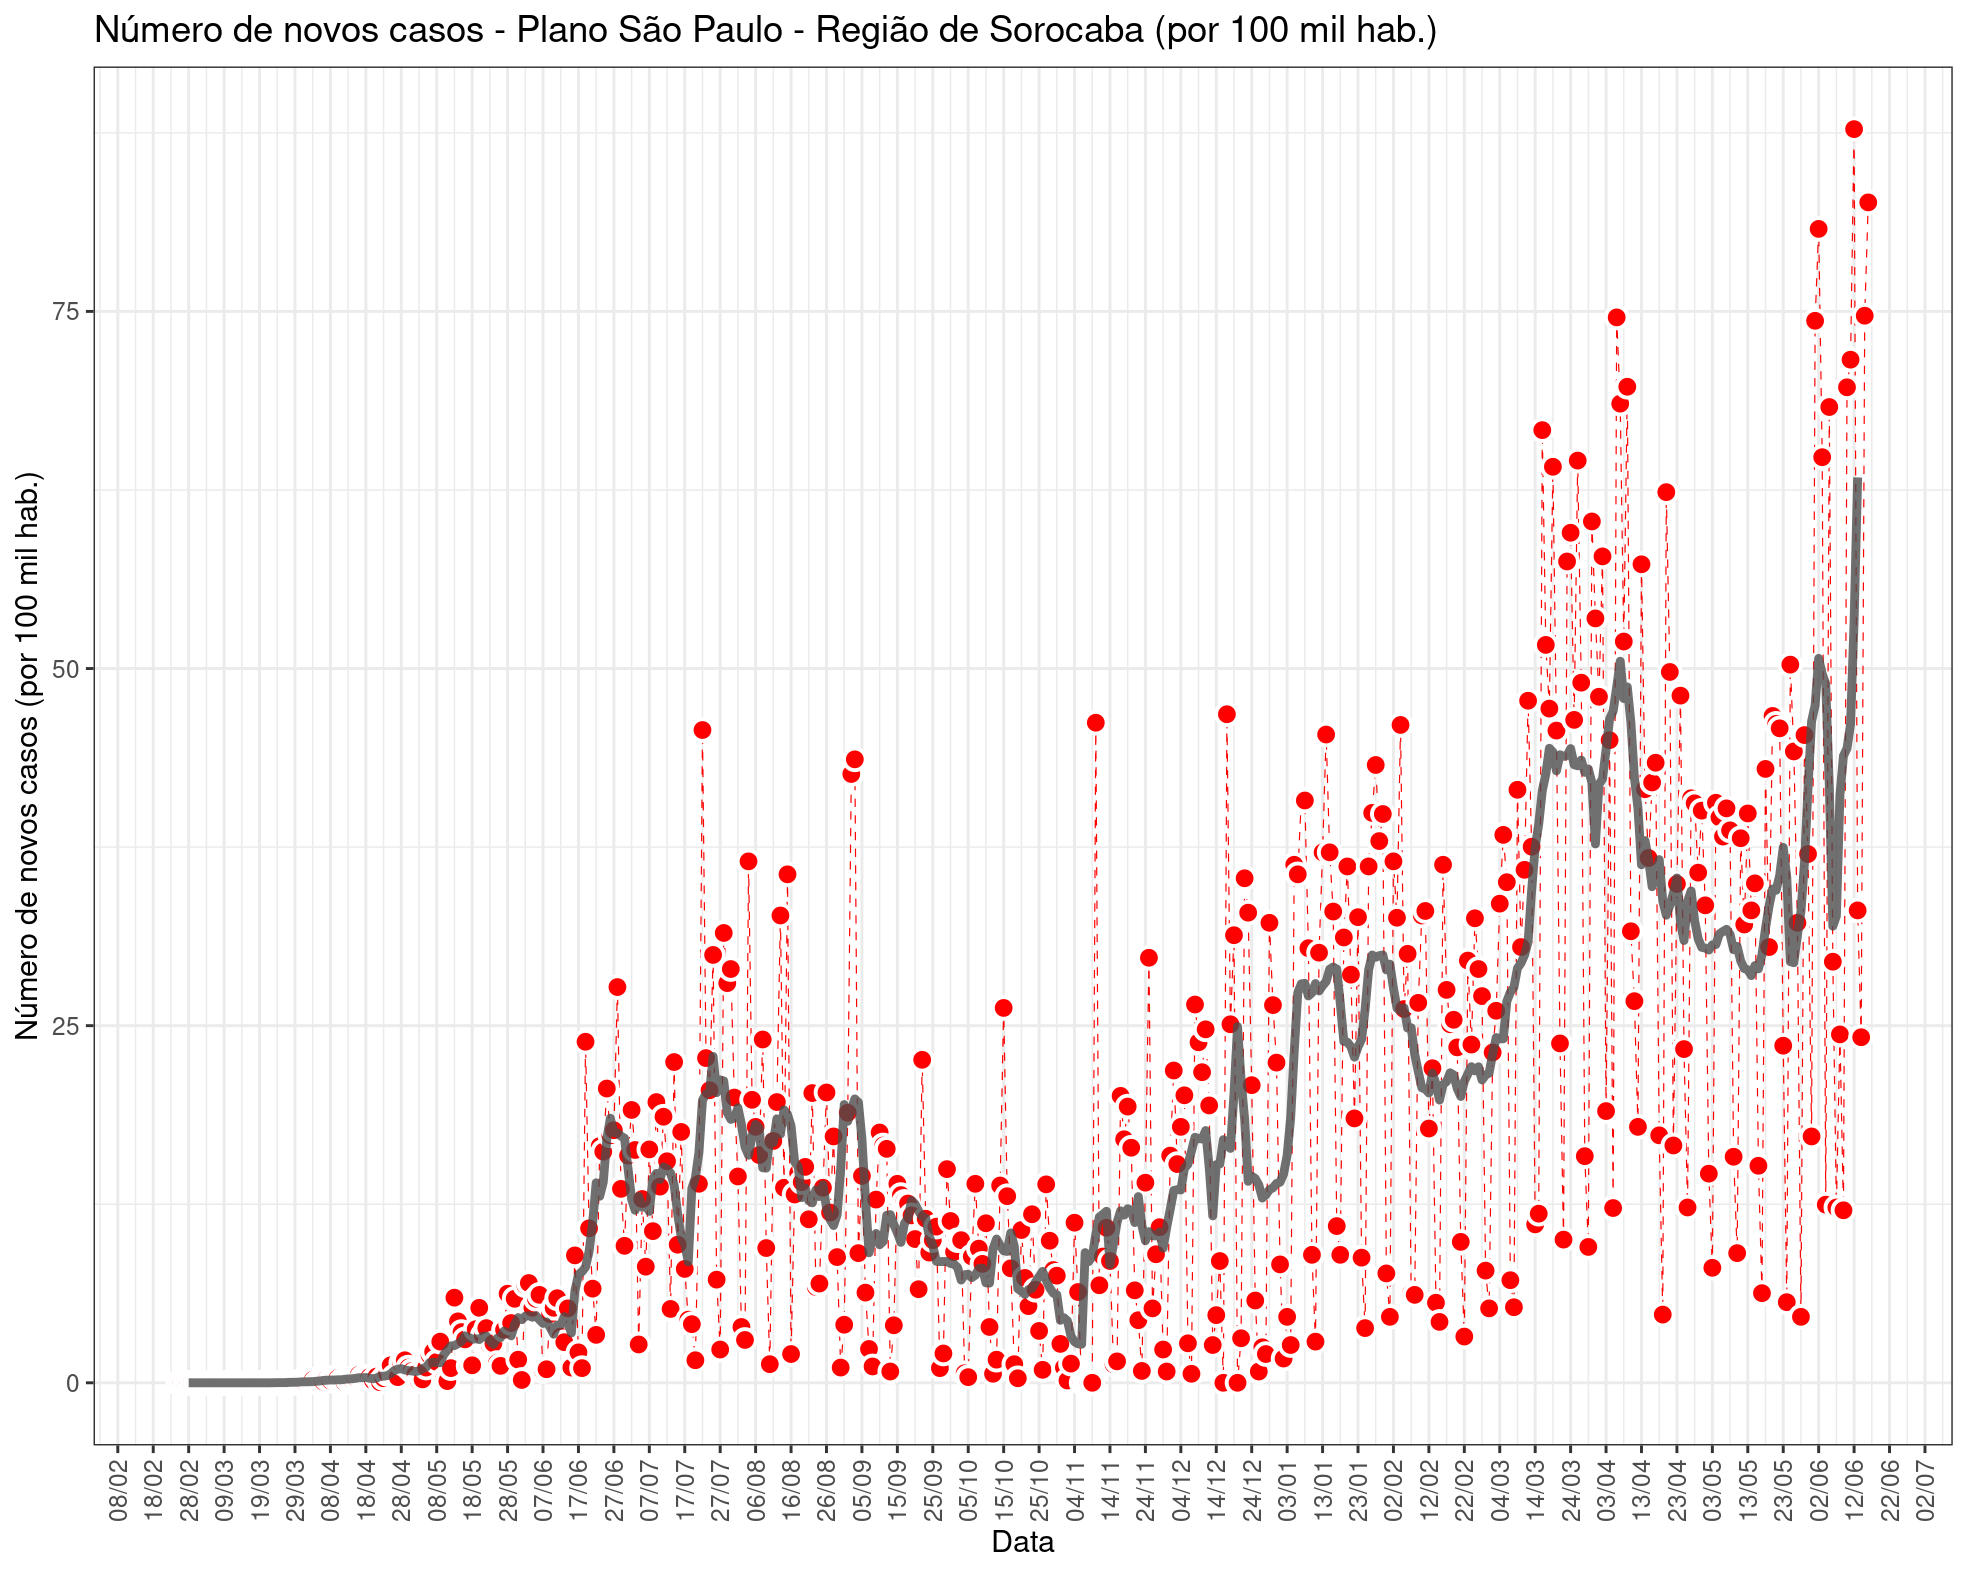 Número de novos casos - Plano São Paulo - Região de Sorocaba (por 100 mil hab.)
Número de novos casos (por 100 mil hab.)
75
50
25
0
08/02 18/02 28/02 09/03 19/03 29/03 08/04 18/04 28/04 08/05 18/05 28/05 07/06 17/06 27/06 07/07 17/07 27/07 06/08 16/08 26/08 05/09 15/09 25/09 05/10 15/10 25/10 04/11 14/11 24/11 04/12 14/12 24/12 03/01 13/01 23/01 02/02 12/02 22/02 04/03 14/03 24/03 03/04 13/04 23/04 03/05 13/05 23/05 02/06 12/06 22/06 02/07
Data